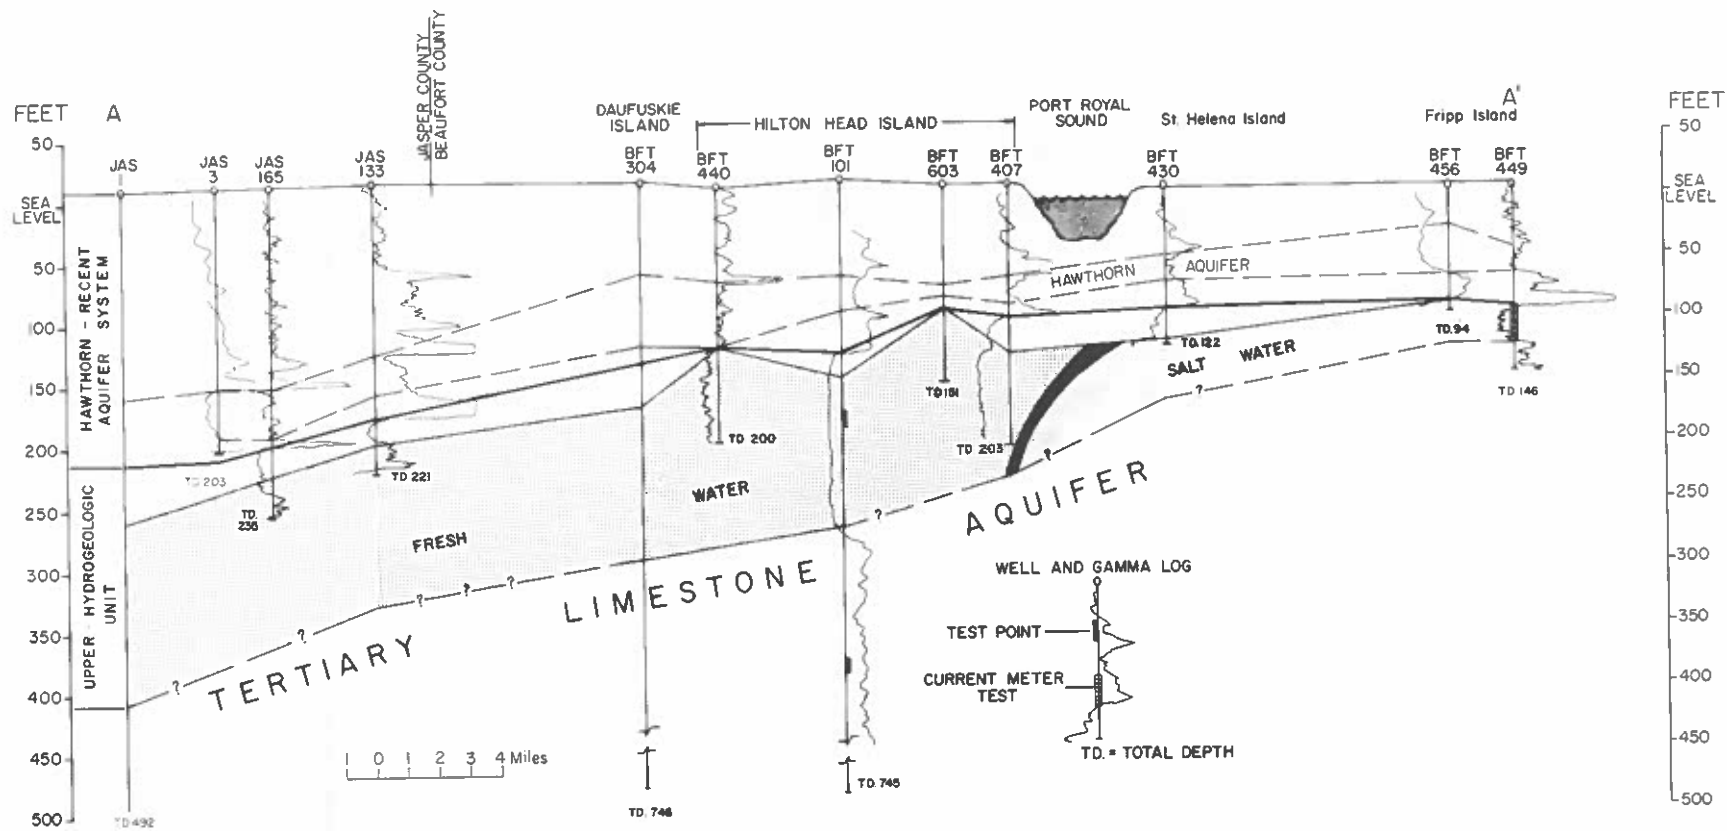 JASPER COUNTY
BEAUFORT COUNTY
FEET
A
DAUFUSKIE
ISLAND
HILTON HEAD ISLAND
PORT ROYAL
SOUND
St. Helena Island
Fripp Island
A'
FEET
50
50
JAS
JAS
3
JAS
165
JAS
133
BFT
304
BFT
440
BFT
101
BFT
603
BFT
407
BFT
430
BFT
456
BFT
449
SEA
LEVEL
SEA
LEVEL
HAWTHORN - RECENT
AQUIFER SYSTEM
HAWTHORN AQUIFER
50
100
150
200
250
300
350
400
450
500
50
100
150
200
250
300
350
400
450
500
UPPER - HYDROGEOLOGIC
UNIT
TD 203
TD.
TD 221
TD 200
TD 203
TD.122
TD.94
TD 146
SALT WATER
FRESH WATER
? ? ? ? ? ? ? ?
TERTIARY LIMESTONE AQUIFER
WELL AND GAMMA LOG
TEST POINT
CURRENT METER
TEST
TD. = TOTAL DEPTH
1 0 1 2 3 4 Miles
TD 492
TD. 746
TD. 745